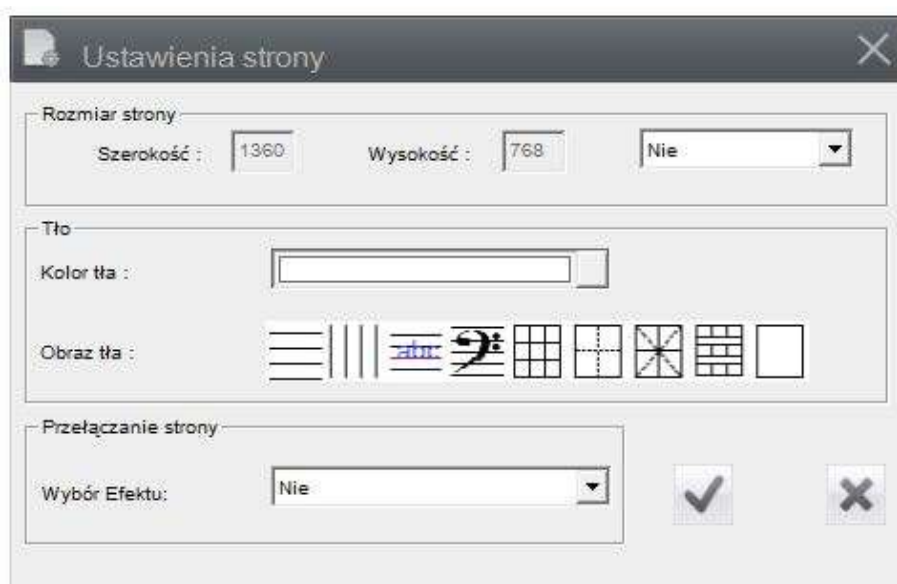 Ustawienia strony
Rozmiar strony
Szerokość : 1360 Wysokość : 768 Nie
Tło
Kolor tła :
Obraz tła : abc
Przełączanie strony
Wybór Efektu: Nie